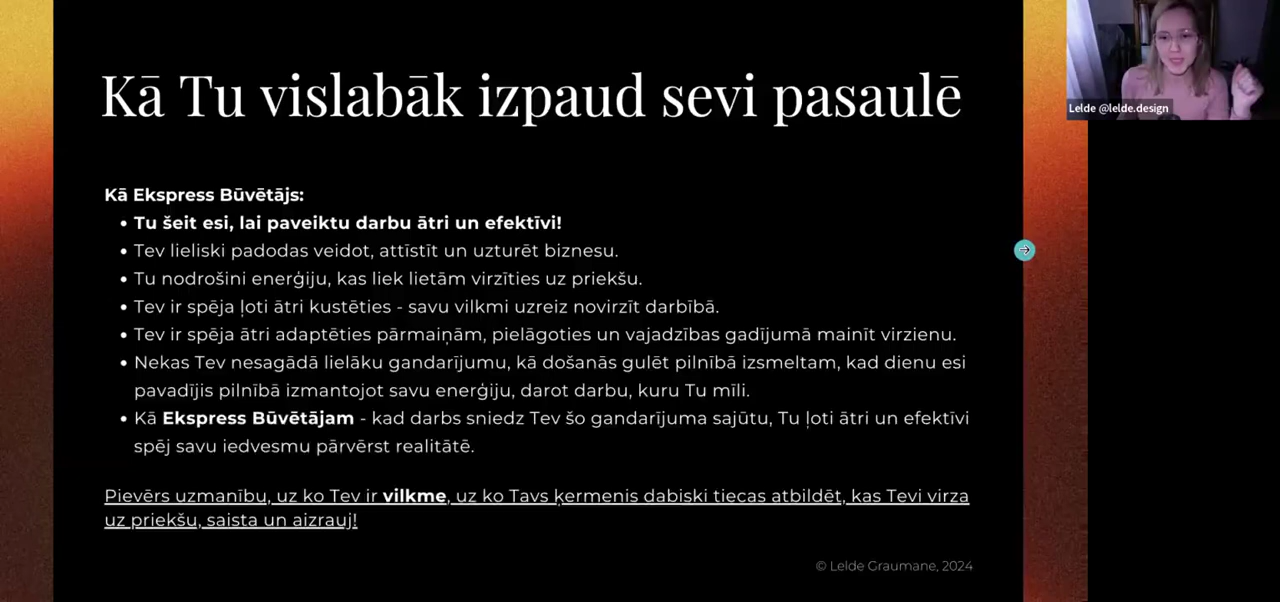 Kā Tu vislabāk izpaud sevi pasaulē
Lelde @lelde.design
Kā Ekspress Būvētājs:
• Tu šeit esi, lai paveiktu darbu ātri un efektīvi!
• Tev lieliski padodas veidot, attīstīt un uzturēt biznesu.
• Tu nodrošini enerģiju, kas liek lietām virzīties uz priekšu.
• Tev ir spēja ļoti ātri kustēties - savu vilkmi uzreiz novirzīt darbībā.
• Tev ir spēja ātri adaptēties pārmaiņām, pielāgoties un vajadzības gadījumā mainīt virzienu.
• Nekas Tev nesagādā lielāku gandarījumu, kā došanās gulēt pilnībā izsmeltam, kad dienu esi
pavadījis pilnībā izmantojot savu enerģiju, darot darbu, kuru Tu mīli.
• Kā Ekspress Būvētājam - kad darbs sniedz Tev šo gandarījuma sajūtu, Tu ļoti ātri un efektīvi
spēj savu iedvesmu pārvērst realitātē.
Pievērs uzmanību, uz ko Tev ir vilkme, uz ko Tavs ķermenis dabiski tiecas atbildēt, kas Tevi virza
uz priekšu, saista un aizrauj!
© Lelde Graumane, 2024